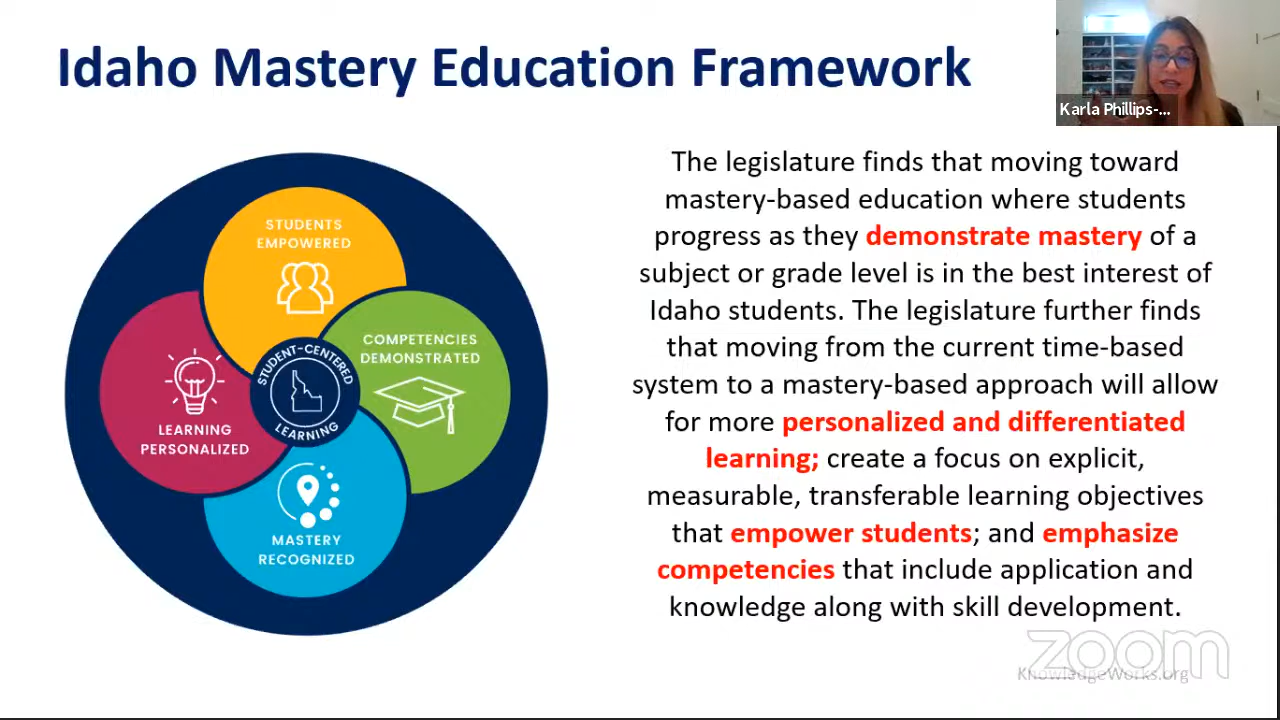 Idaho Mastery Education Framework
Karla Phillips-...
STUDENTS
EMPOWERED
COMPETENCIES
DEMONSTRATED
STUDENT-CENTERED
LEARNING
LEARNING
PERSONALIZED
MASTERY
RECOGNIZED
The legislature finds that moving toward
mastery-based education where students
progress as they demonstrate mastery of a
subject or grade level is in the best interest of
Idaho students. The legislature further finds
that moving from the current time-based
system to a mastery-based approach will allow
for more personalized and differentiated
learning; create a focus on explicit,
measurable, transferable learning objectives
that empower students; and emphasize
competencies that include application and
knowledge along with skill development.
zoom
KnowledgeWorks.org